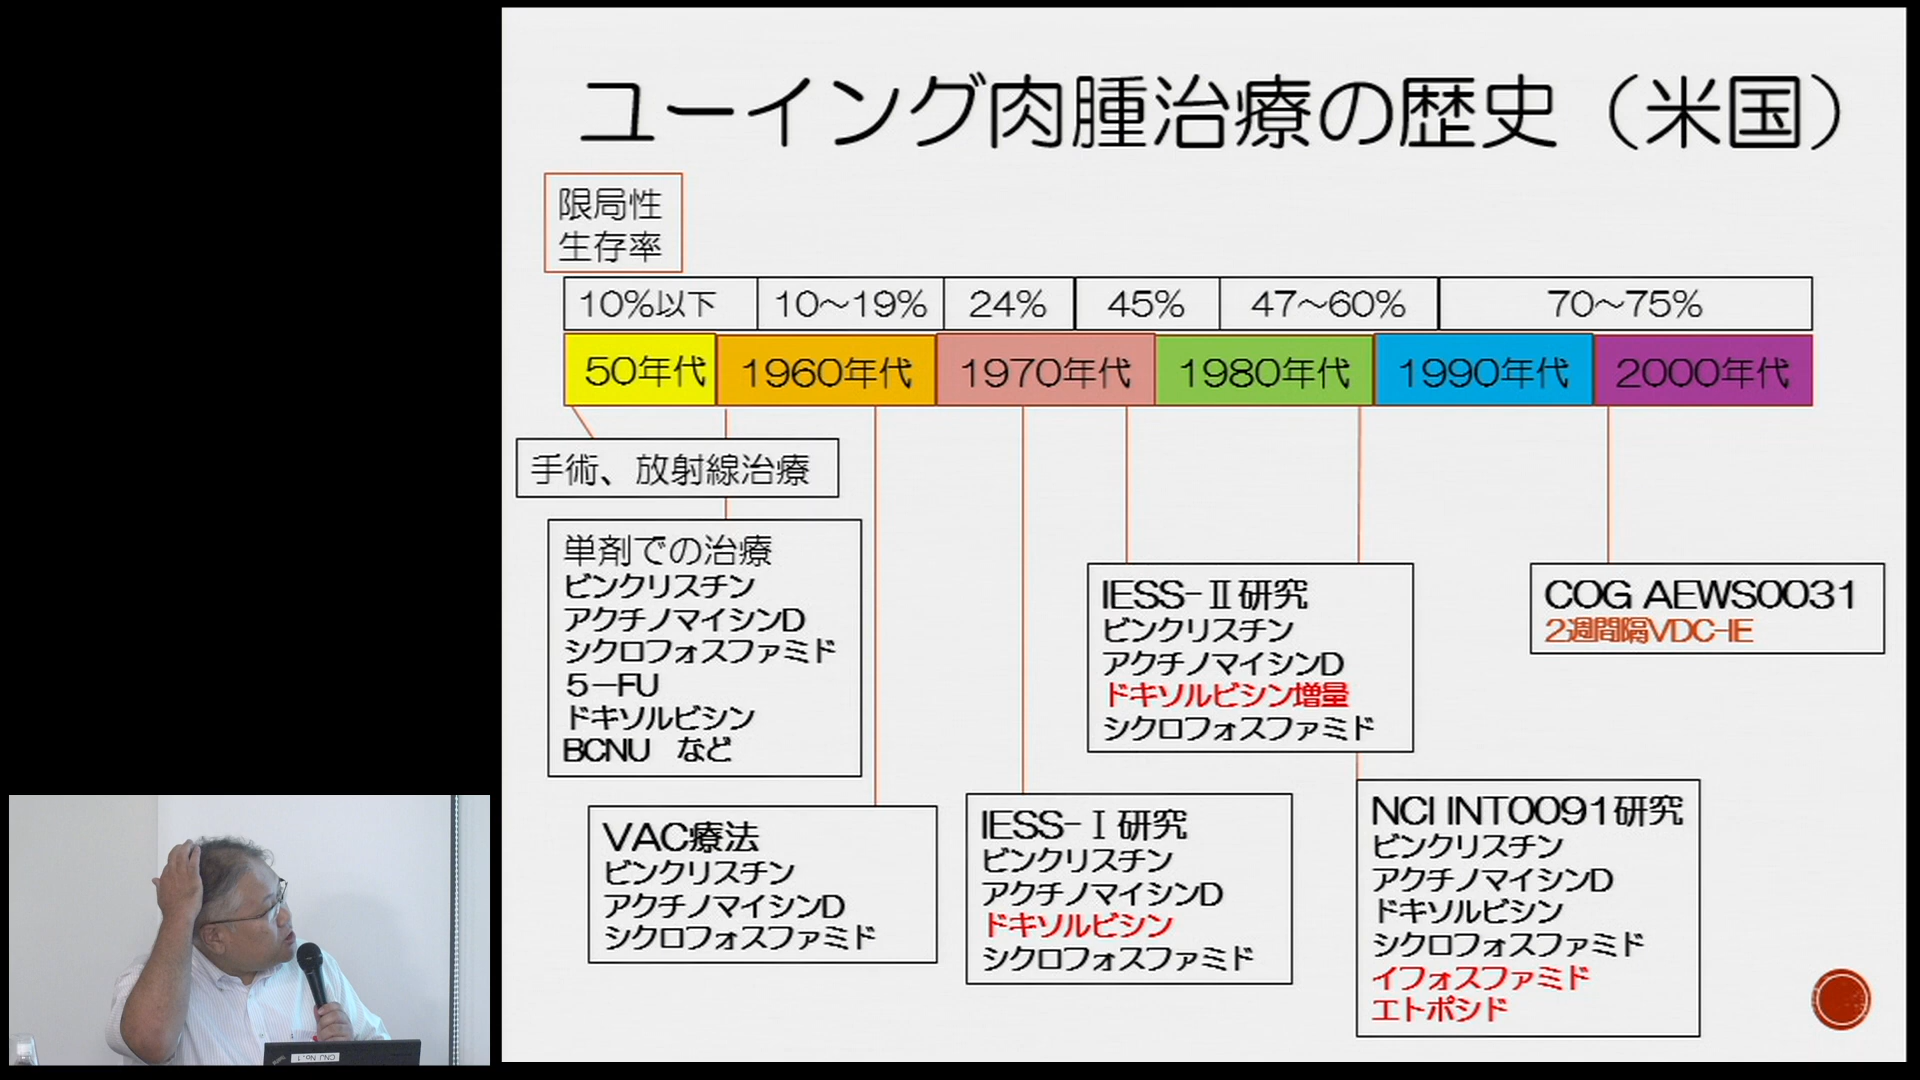 ユーイング肉腫治療の歴史（米国）
限局性
生存率
10%以下
10～19%
24%
45%
47～60%
70～75%
50年代
1960年代
1970年代
1980年代
1990年代
2000年代
手術、放射線治療
単剤での治療
ビンクリスチン
アクチノマイシンD
シクロフォスファミド
5－FU
ドキソルビシン
BCNU　など
VAC療法
ビンクリスチン
アクチノマイシンD
シクロフォスファミド
IESS-Ⅰ研究
ビンクリスチン
アクチノマイシンD
ドキソルビシン
シクロフォスファミド
IESS-Ⅱ研究
ビンクリスチン
アクチノマイシンD
ドキソルビシン増量
シクロフォスファミド
NCI INT0091研究
ビンクリスチン
アクチノマイシンD
ドキソルビシン
シクロフォスファミド
イフォスファミド
エトポシド
COG AEWS0031
2週間隔VDC-IE
CNJ No.1